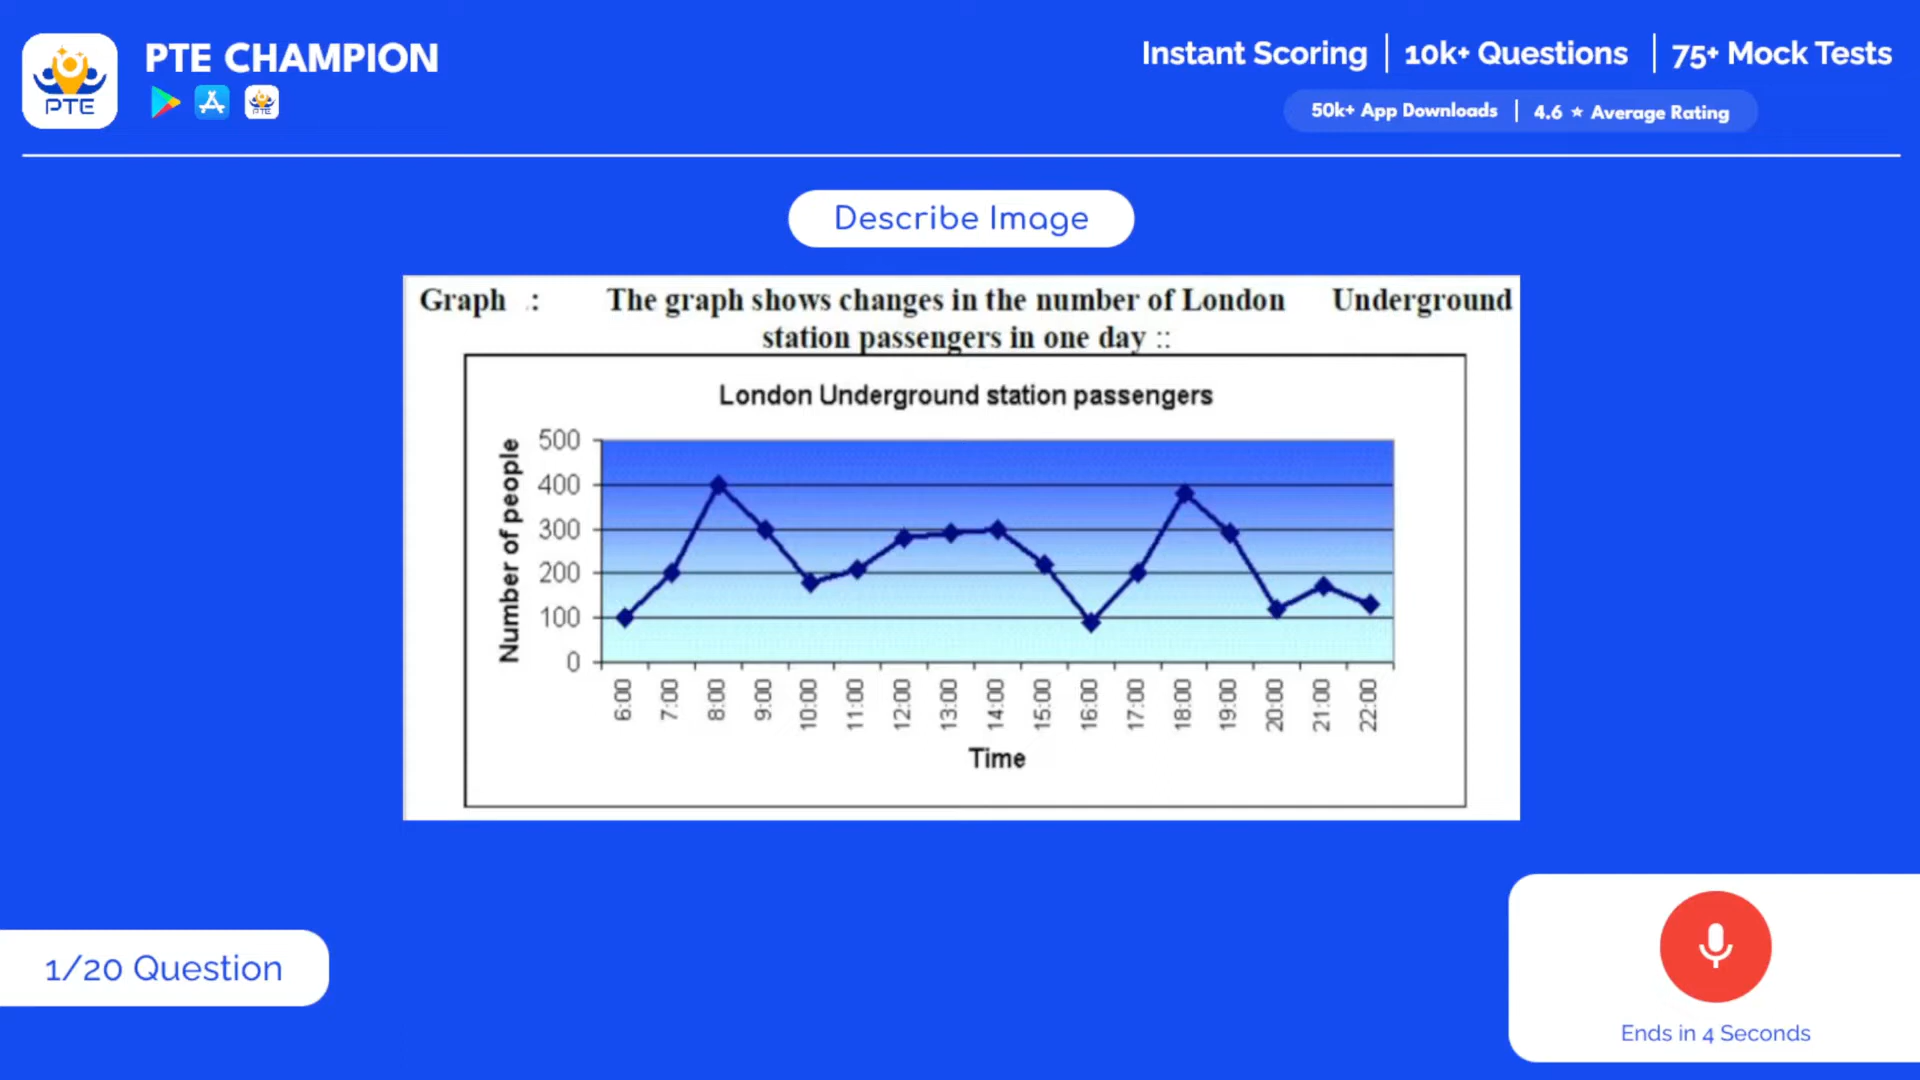 PTE CHAMPION
PTE
PTE
Instant Scoring | 10k+ Questions | 75+ Mock Tests
50k+ App Downloads | 4.6 ★ Average Rating
Describe Image
Graph : The graph shows changes in the number of London Underground
station passengers in one day ::
London Underground station passengers
Number of people
500
400
300
200
100
0
6:00 7:00 8:00 9:00 10:00 11:00 12:00 13:00 14:00 15:00 16:00 17:00 18:00 19:00 20:00 21:00 22:00
Time
1/20 Question
Ends in 4 Seconds